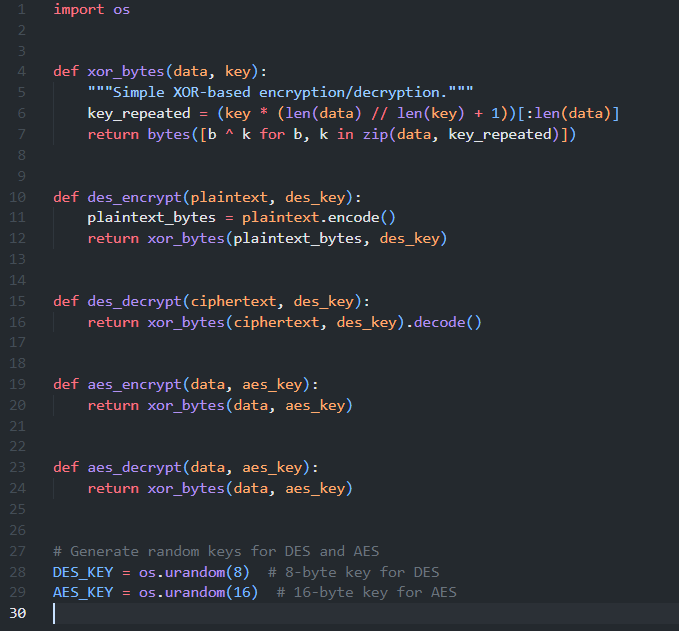 1 import os
2
3
4 def xor_bytes(data, key):
5     """Simple XOR-based encryption/decryption."""
6     key_repeated = (key * (len(data) // len(key) + 1))[:len(data)]
7     return bytes([b ^ k for b, k in zip(data, key_repeated)])
8
9
10 def des_encrypt(plaintext, des_key):
11     plaintext_bytes = plaintext.encode()
12     return xor_bytes(plaintext_bytes, des_key)
13
14
15 def des_decrypt(ciphertext, des_key):
16     return xor_bytes(ciphertext, des_key).decode()
17
18
19 def aes_encrypt(data, aes_key):
20     return xor_bytes(data, aes_key)
21
22
23 def aes_decrypt(data, aes_key):
24     return xor_bytes(data, aes_key)
25
26
27 # Generate random keys for DES and AES
28 DES_KEY = os.urandom(8)  # 8-byte key for DES
29 AES_KEY = os.urandom(16)  # 16-byte key for AES
30